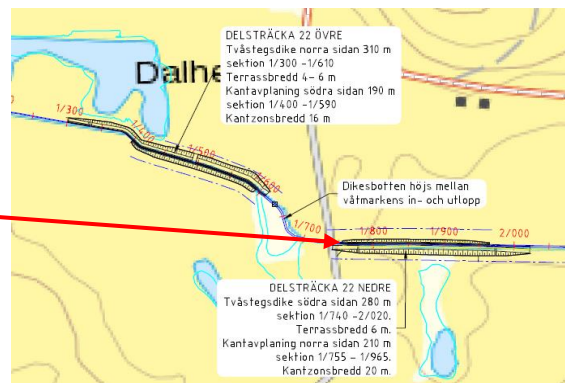 DELSTRÄCKA 22 ÖVRE
Tvåstegsdike norra sidan 310 m
sektion 1/300 -1/610
Terrassbredd 4- 6 m
Kantavplaning södra sidan 190 m
sektion 1/400 -1/590
Kantzonsbredd 16 m
Dalhe
1/300
1/400
1/500
1/600
Dikesbotten höjs mellan
våtmarkens in- och utlopp
1/700
1/800
1/900
2/000
DELSTRÄCKA 22 NEDRE
Tvåstegsdike södra sidan 280 m
sektion 1/740 -2/020.
Terrassbredd 6 m.
Kantavplaning norra sidan 210 m
sektion 1/755 - 1/965.
Kantzonsbredd 20 m.